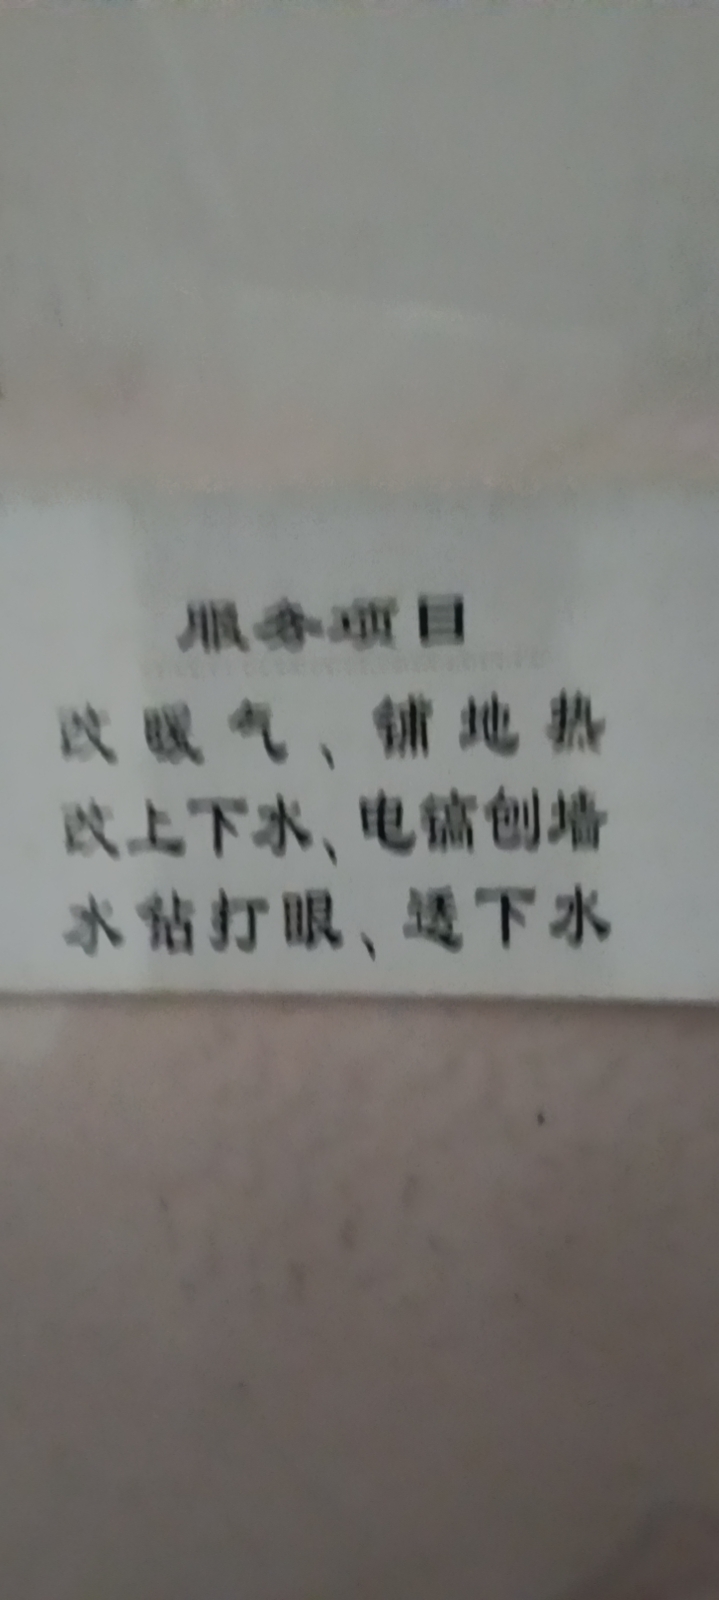 服务项目
改暖气、铺地热
改上下水、电镐刨墙
水钻打眼、透下水